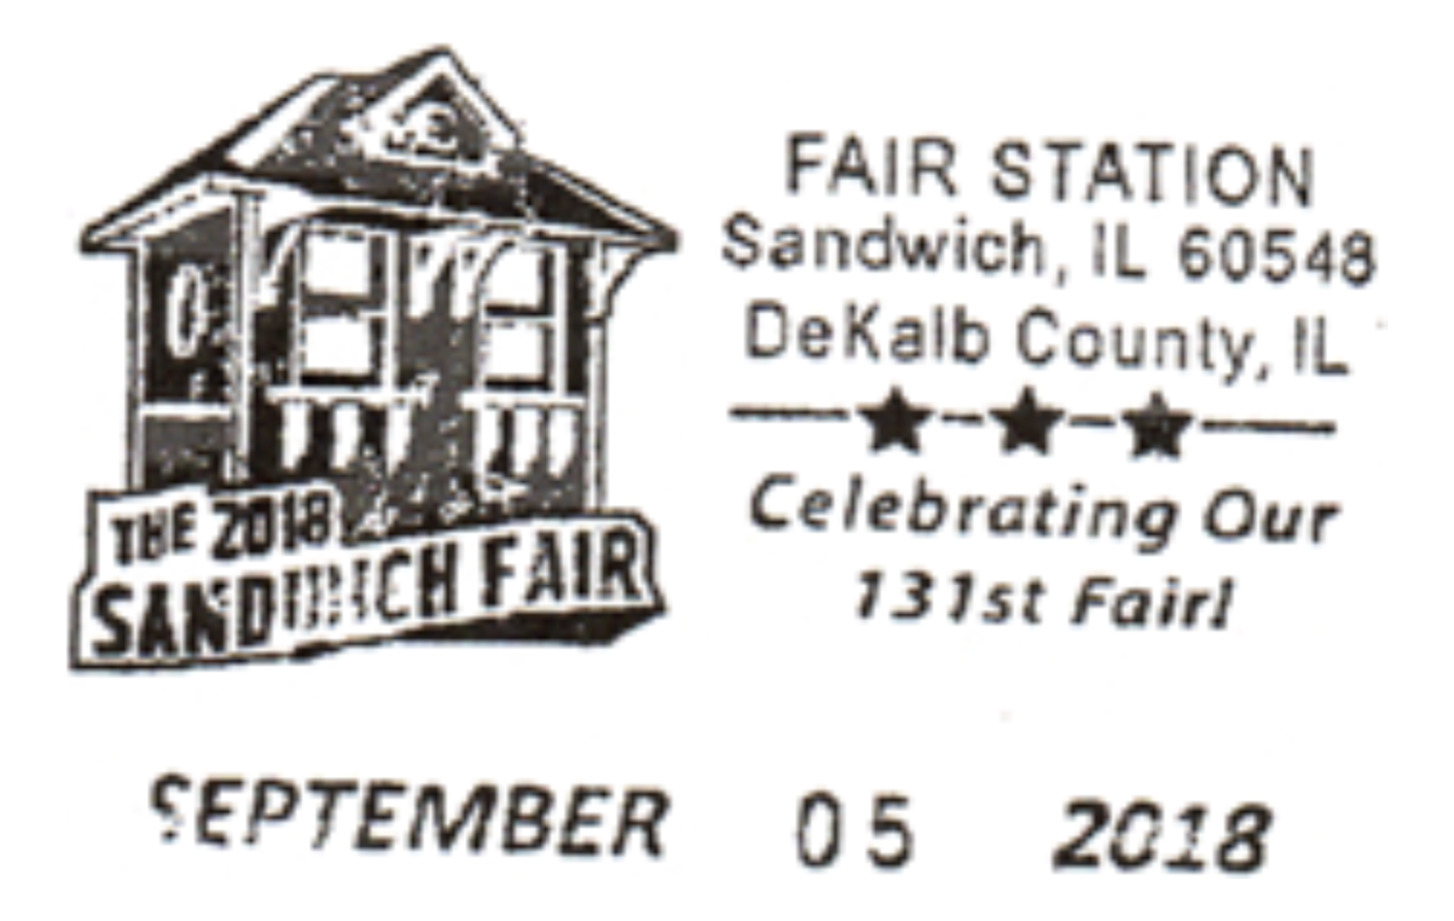 THE 2018
SANDWICH FAIR
FAIR STATION
Sandwich, IL 60548
DeKalb County, IL
Celebrating Our
131st Fair!
SEPTEMBER 05 2018